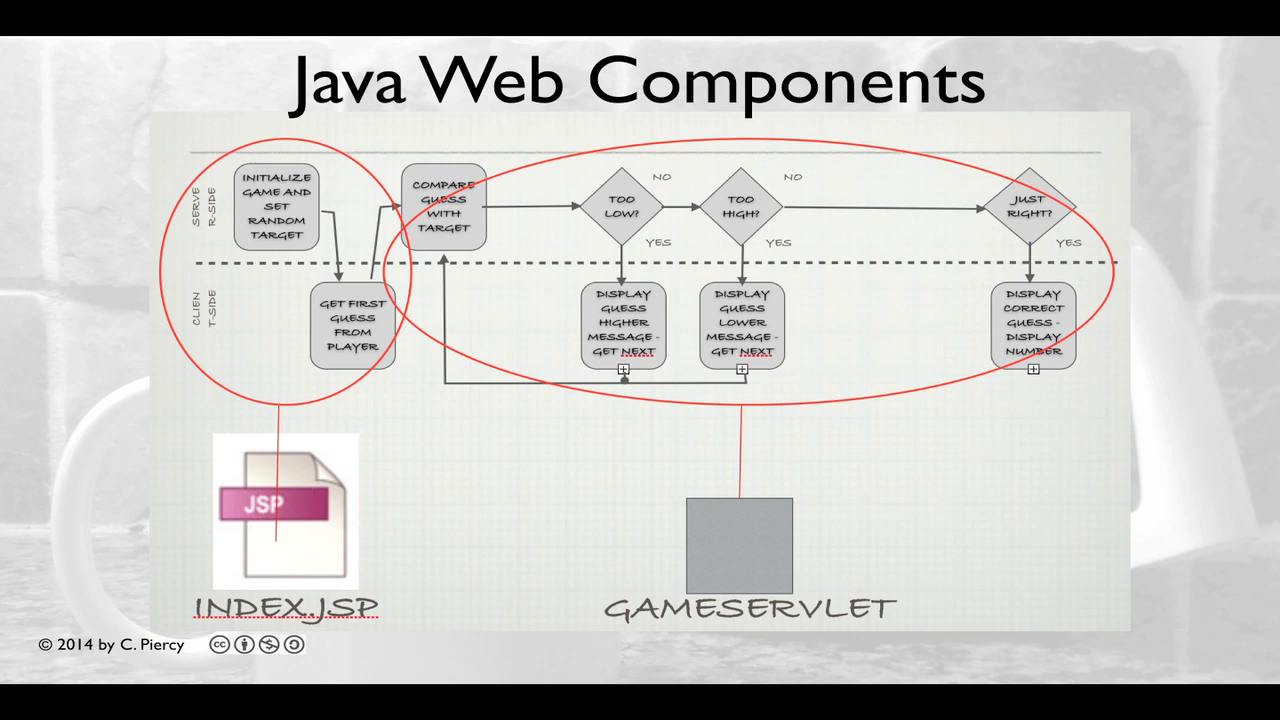 Java Web Components
SERVE
R-SIDE
INITIALIZE
GAME AND
SET
RANDOM
TARGET
COMPARE
GUESS
WITH
TARGET
TOO
LOW?
NO
YES
TOO
HIGH?
NO
YES
JUST
RIGHT?
YES
CLIEN
T-SIDE
GET FIRST
GUESS
FROM
PLAYER
DISPLAY
GUESS
HIGHER
MESSAGE -
GET NEXT
DISPLAY
GUESS
LOWER
MESSAGE -
GET NEXT
DISPLAY
CORRECT
GUESS -
DISPLAY
NUMBER
JSP
INDEX.JSP
GAMESERVLET
© 2014 by C. Piercy
cc